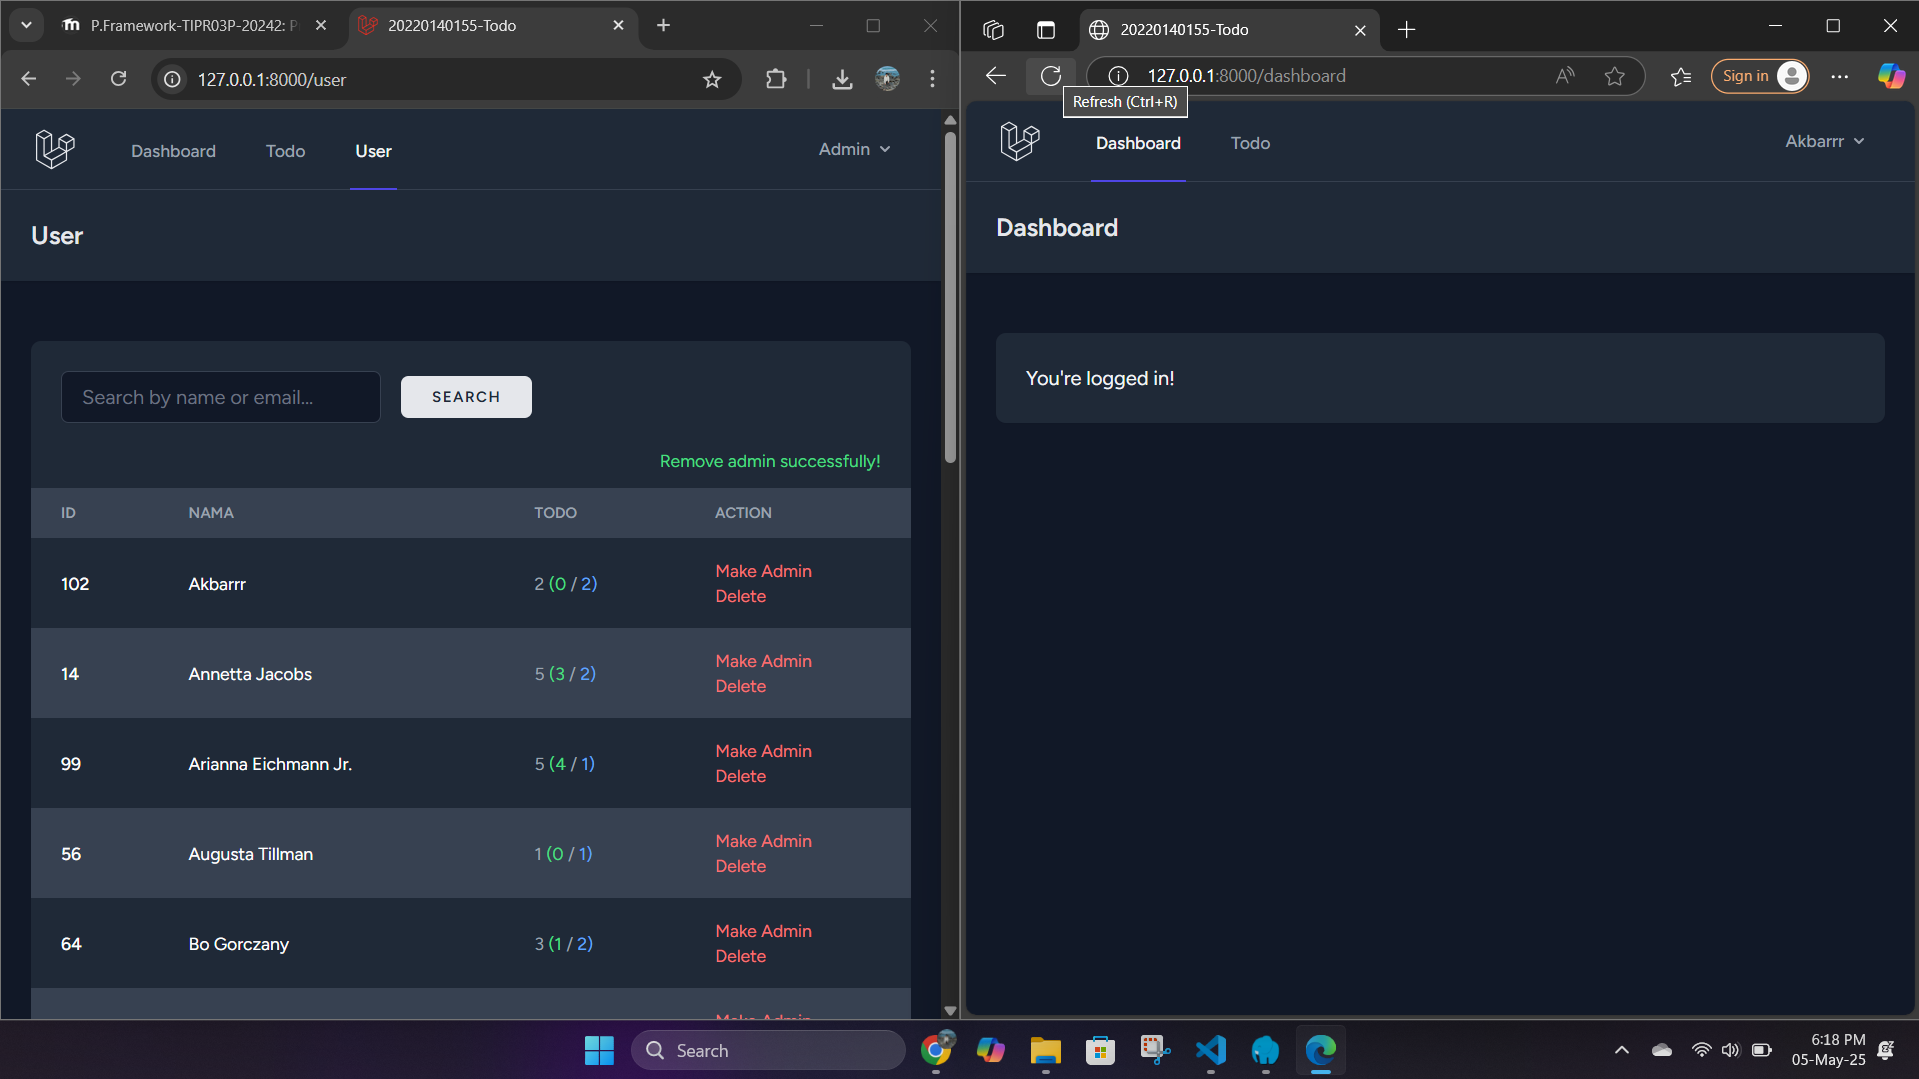 P.Framework-TIPR03P-20242: P
20220140155-Todo
127.0.0.1:8000/user
Dashboard
Todo
User
Admin
User
Search by name or email...
SEARCH
Remove admin successfully!
ID NAMA TODO ACTION
102 Akbarrr 2 (0 / 2) Make Admin
Delete
14 Annetta Jacobs 5 (3 / 2) Make Admin
Delete
99 Arianna Eichmann Jr. 5 (4 / 1) Make Admin
Delete
56 Augusta Tillman 1 (0 / 1) Make Admin
Delete
64 Bo Gorczany 3 (1 / 2) Make Admin
Delete
Make Admin
20220140155-Todo
127.0.0.1:8000/dashboard
Sign in
Refresh (Ctrl+R)
Dashboard
Todo
Akbarrr
Dashboard
You're logged in!
Search
6:18 PM
05-May-25